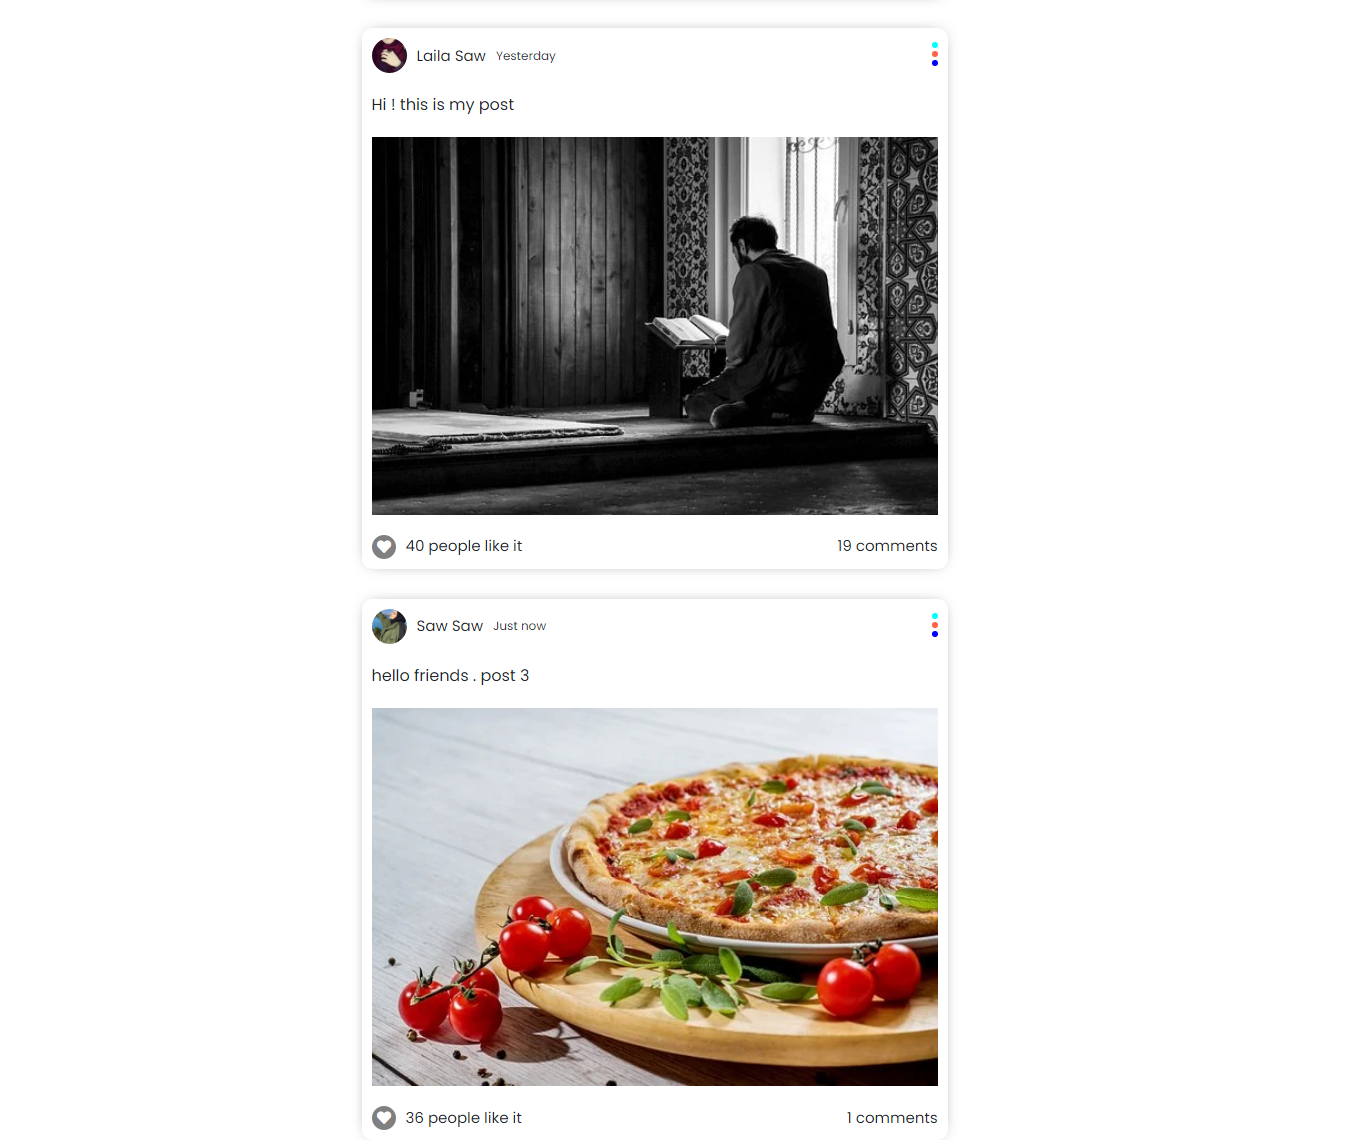 Laila Saw Yesterday
Hi ! this is my post
40 people like it 19 comments
Saw Saw Just now
hello friends . post 3
36 people like it 1 comments